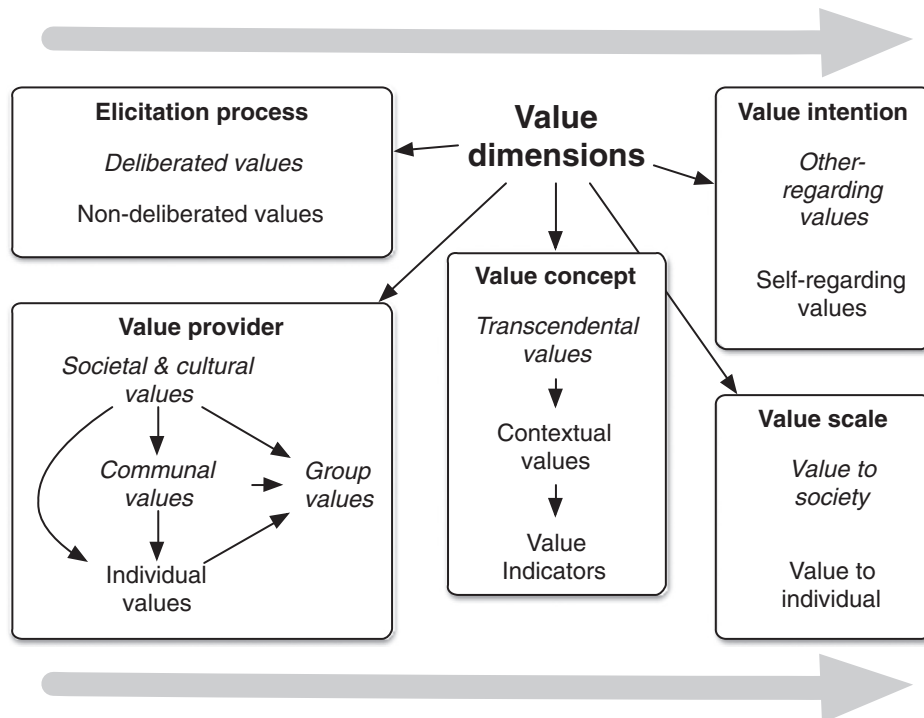 Elicitation process
Deliberated values
Non-deliberated values
Value
dimensions
Value intention
Other-
regarding
values
Self-regarding
values
Value provider
Societal & cultural
values
Communal
values
Group
values
Individual
values
Value concept
Transcendental
values
Contextual
values
Value
Indicators
Value scale
Value to
society
Value to
individual